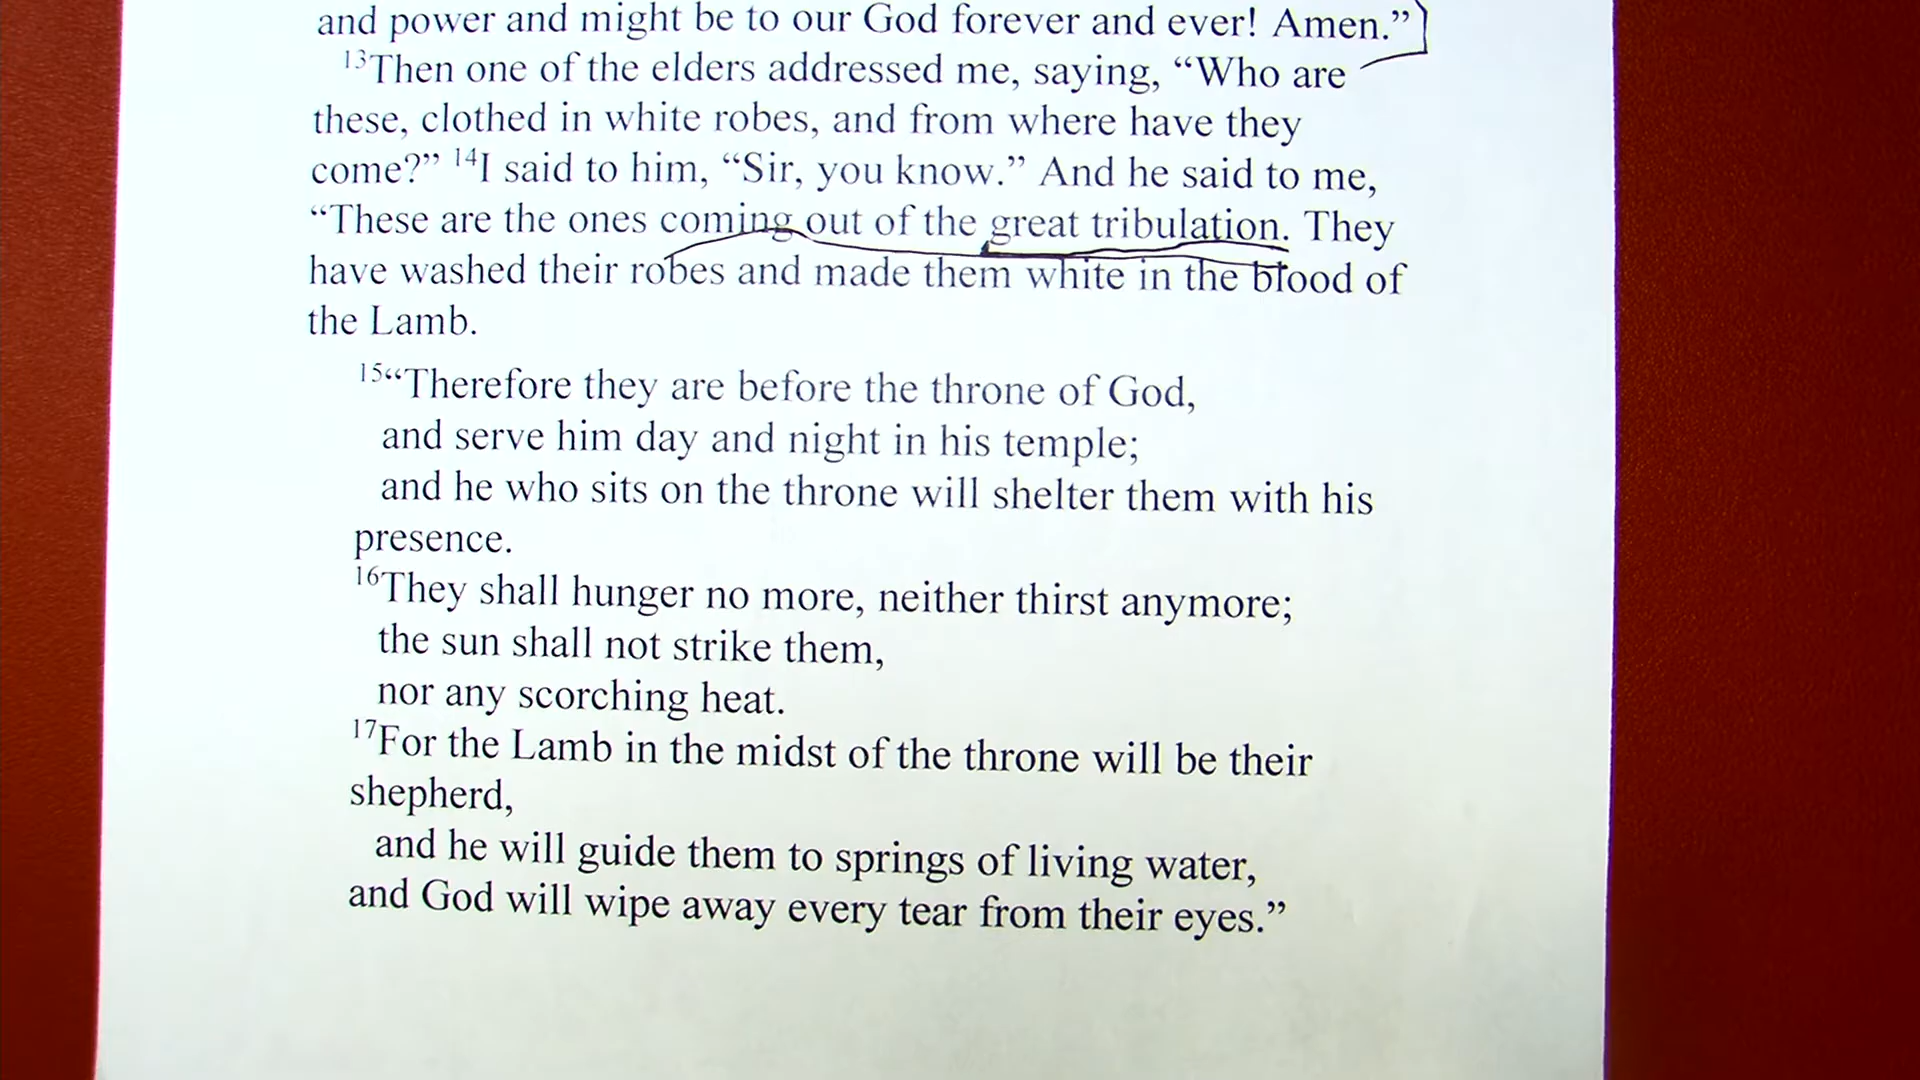 and power and might be to our God forever and ever! Amen.”
13Then one of the elders addressed me, saying, “Who are
these, clothed in white robes, and from where have they
come?” 14I said to him, “Sir, you know.” And he said to me,
“These are the ones coming out of the great tribulation. They
have washed their robes and made them white in the blood of
the Lamb.
15“Therefore they are before the throne of God,
and serve him day and night in his temple;
and he who sits on the throne will shelter them with his
presence.
16They shall hunger no more, neither thirst anymore;
the sun shall not strike them,
nor any scorching heat.
17For the Lamb in the midst of the throne will be their
shepherd,
and he will guide them to springs of living water,
and God will wipe away every tear from their eyes.”